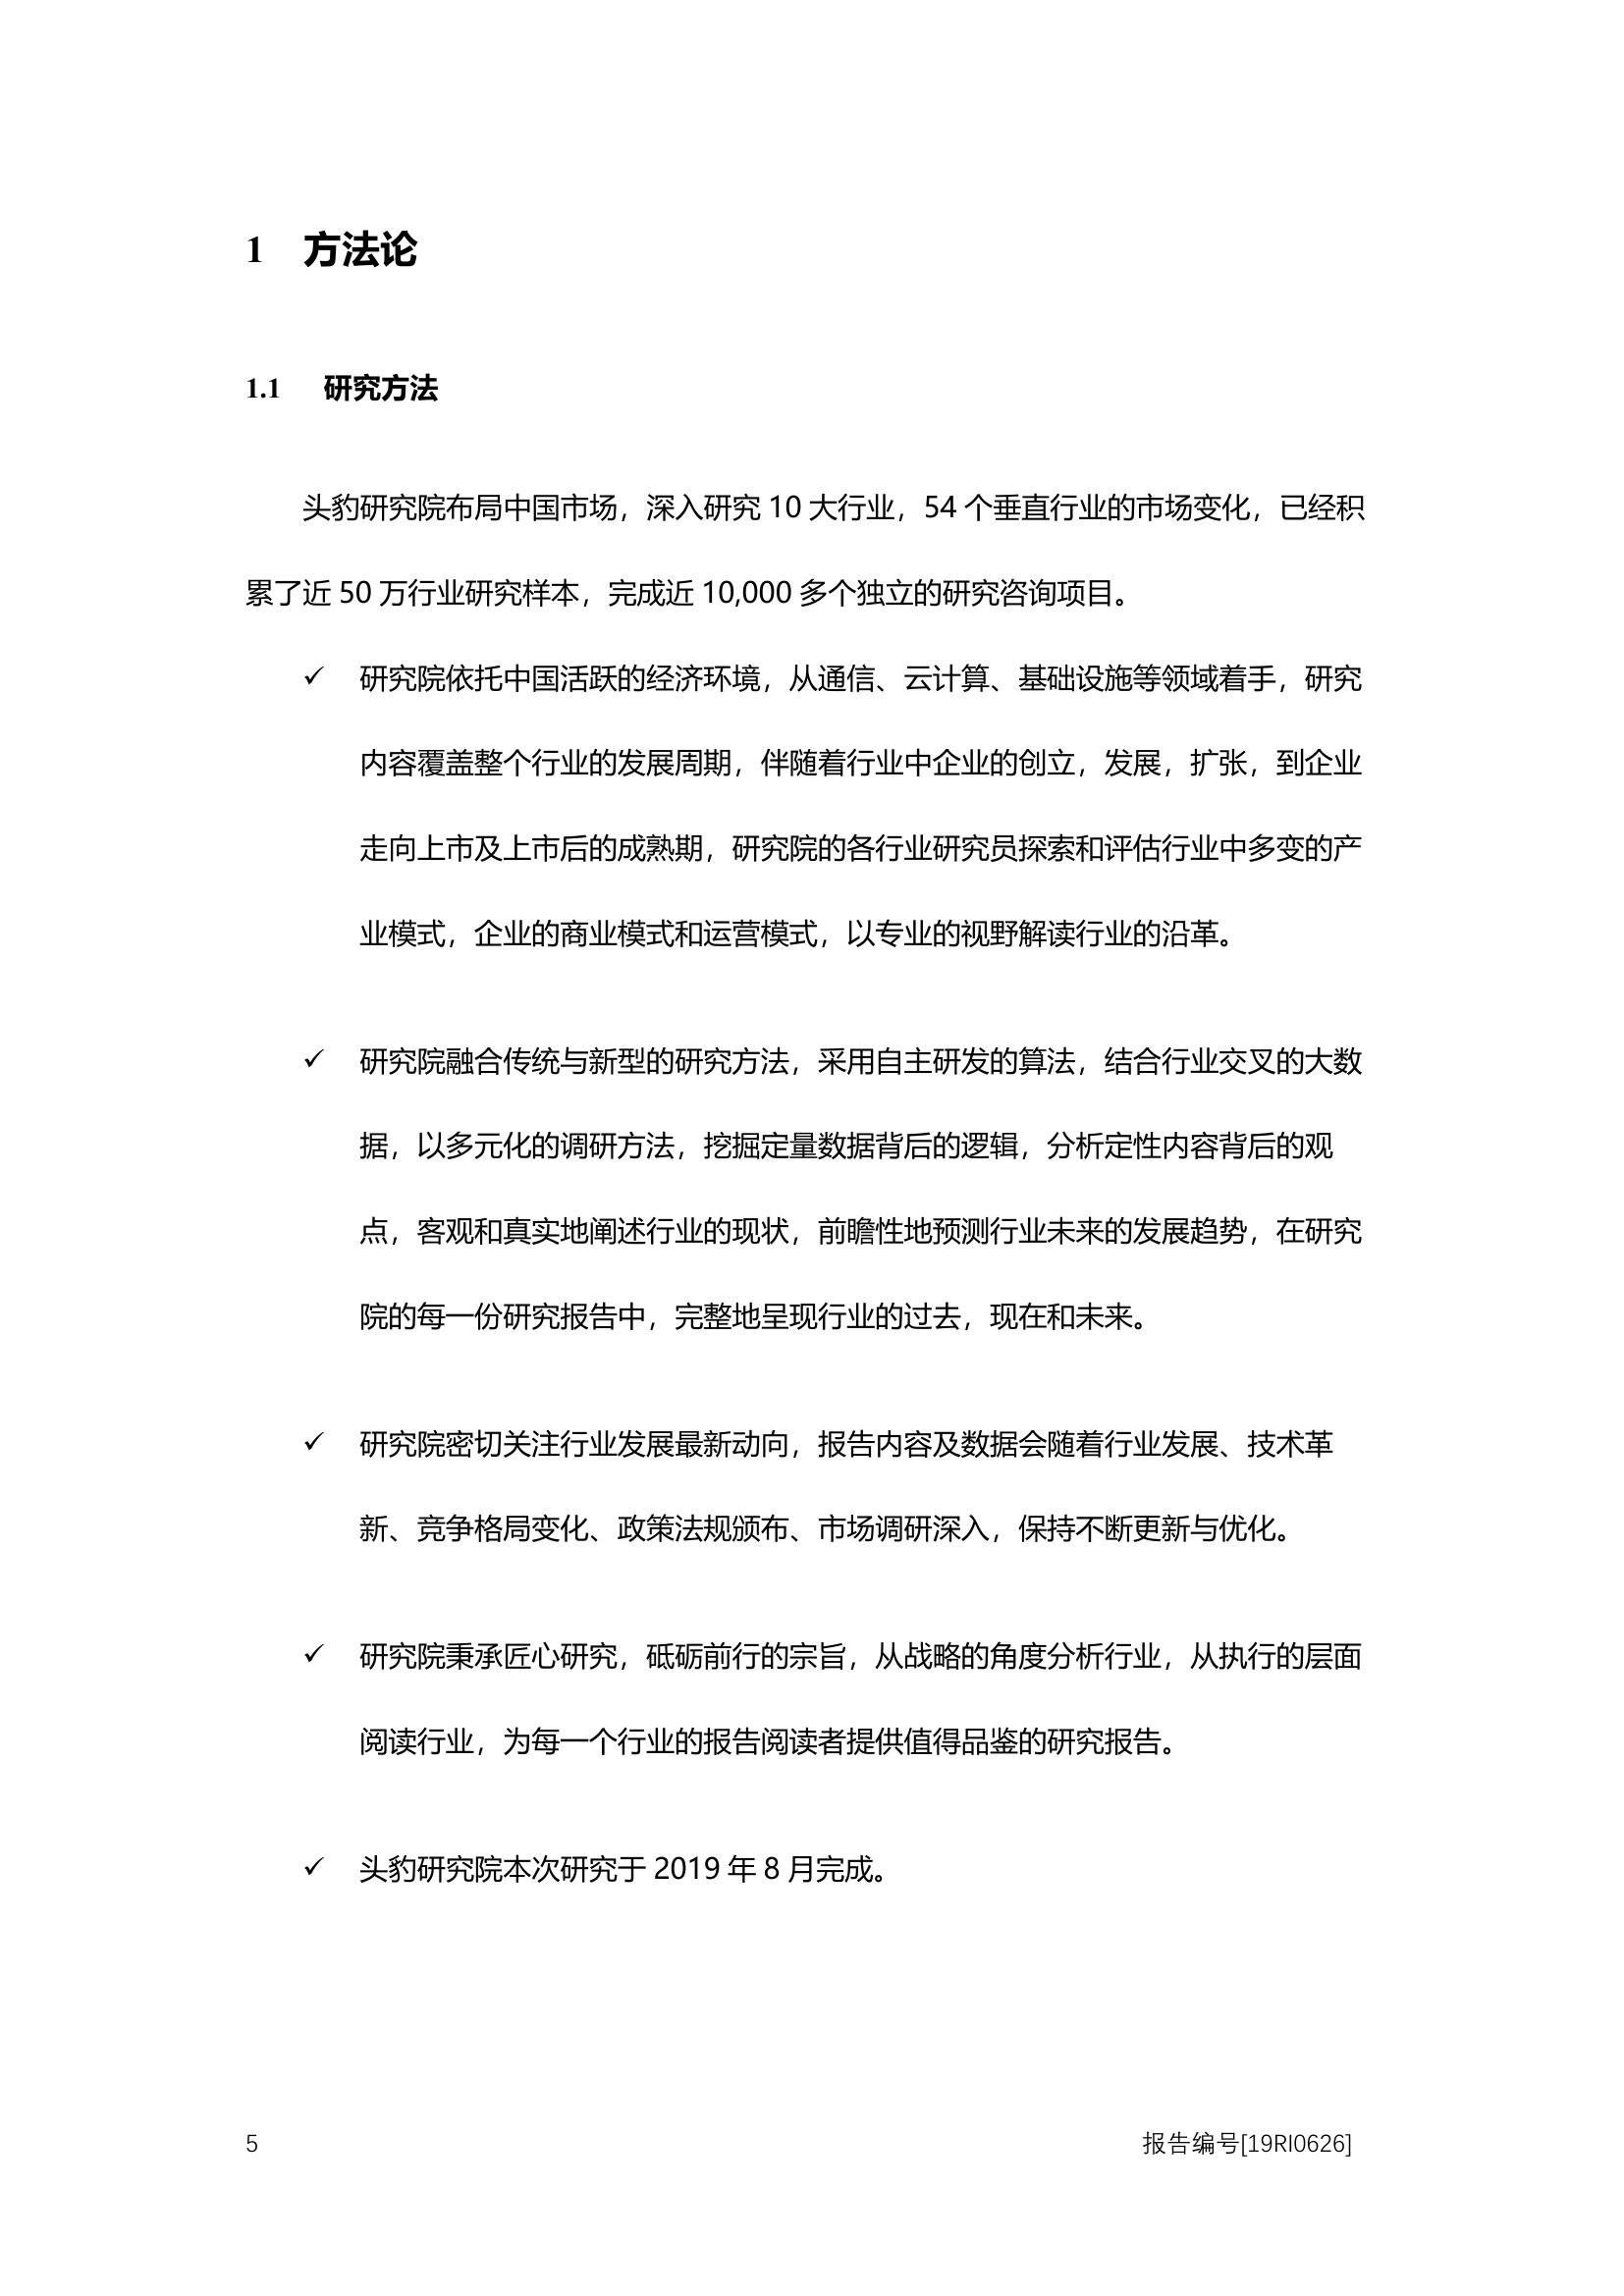 1 方法论
1.1 研究方法
头豹研究院布局中国市场，深入研究 10 大行业，54 个垂直行业的市场变化，已经积
累了近 50 万行业研究样本，完成近 10,000 多个独立的研究咨询项目。
✓ 研究院依托中国活跃的经济环境，从通信、云计算、基础设施等领域着手，研究
内容覆盖整个行业的发展周期，伴随着行业中企业的创立，发展，扩张，到企业
走向上市及上市后的成熟期，研究院的各行业研究员探索和评估行业中多变的产
业模式，企业的商业模式和运营模式，以专业的视野解读行业的沿革。
✓ 研究院融合传统与新型的研究方法，采用自主研发的算法，结合行业交叉的大数
据，以多元化的调研方法，挖掘定量数据背后的逻辑，分析定性内容背后的观
点，客观和真实地阐述行业的现状，前瞻性地预测行业未来的发展趋势，在研究
院的每一份研究报告中，完整地呈现行业的过去，现在和未来。
✓ 研究院密切关注行业发展最新动向，报告内容及数据会随着行业发展、技术革
新、竞争格局变化、政策法规颁布、市场调研深入，保持不断更新与优化。
✓ 研究院秉承匠心研究，砥砺前行的宗旨，从战略的角度分析行业，从执行的层面
阅读行业，为每一个行业的报告阅读者提供值得品鉴的研究报告。
✓ 头豹研究院本次研究于 2019 年 8 月完成。
5 报告编号[19RI0626]